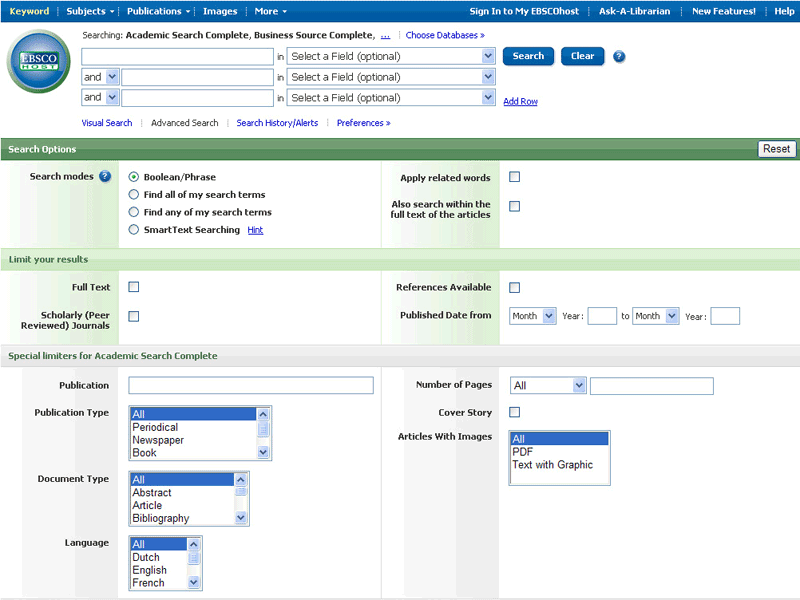 Keyword Subjects Publications Images More Sign In to My EBSCOhost Ask-A-Librarian New Features! Help
Searching: Academic Search Complete, Business Source Complete, ... Choose Databases »
EBSCO
HOST
in Select a Field (optional) Search Clear ?
and in Select a Field (optional)
and in Select a Field (optional) Add Row
Visual Search Advanced Search Search History/Alerts Preferences »
Search Options Reset
Search modes ? Boolean/Phrase
Find all of my search terms
Find any of my search terms
SmartText Searching Hint
Apply related words
Also search within the
full text of the articles
Limit your results
Full Text
Scholarly (Peer
Reviewed) Journals
References Available
Published Date from Month Year: to Month Year:
Special limiters for Academic Search Complete
Publication
Publication Type All
Periodical
Newspaper
Book
Document Type All
Abstract
Article
Bibliography
Language All
Dutch
English
French
Number of Pages All
Cover Story
Articles With Images All
PDF
Text with Graphic